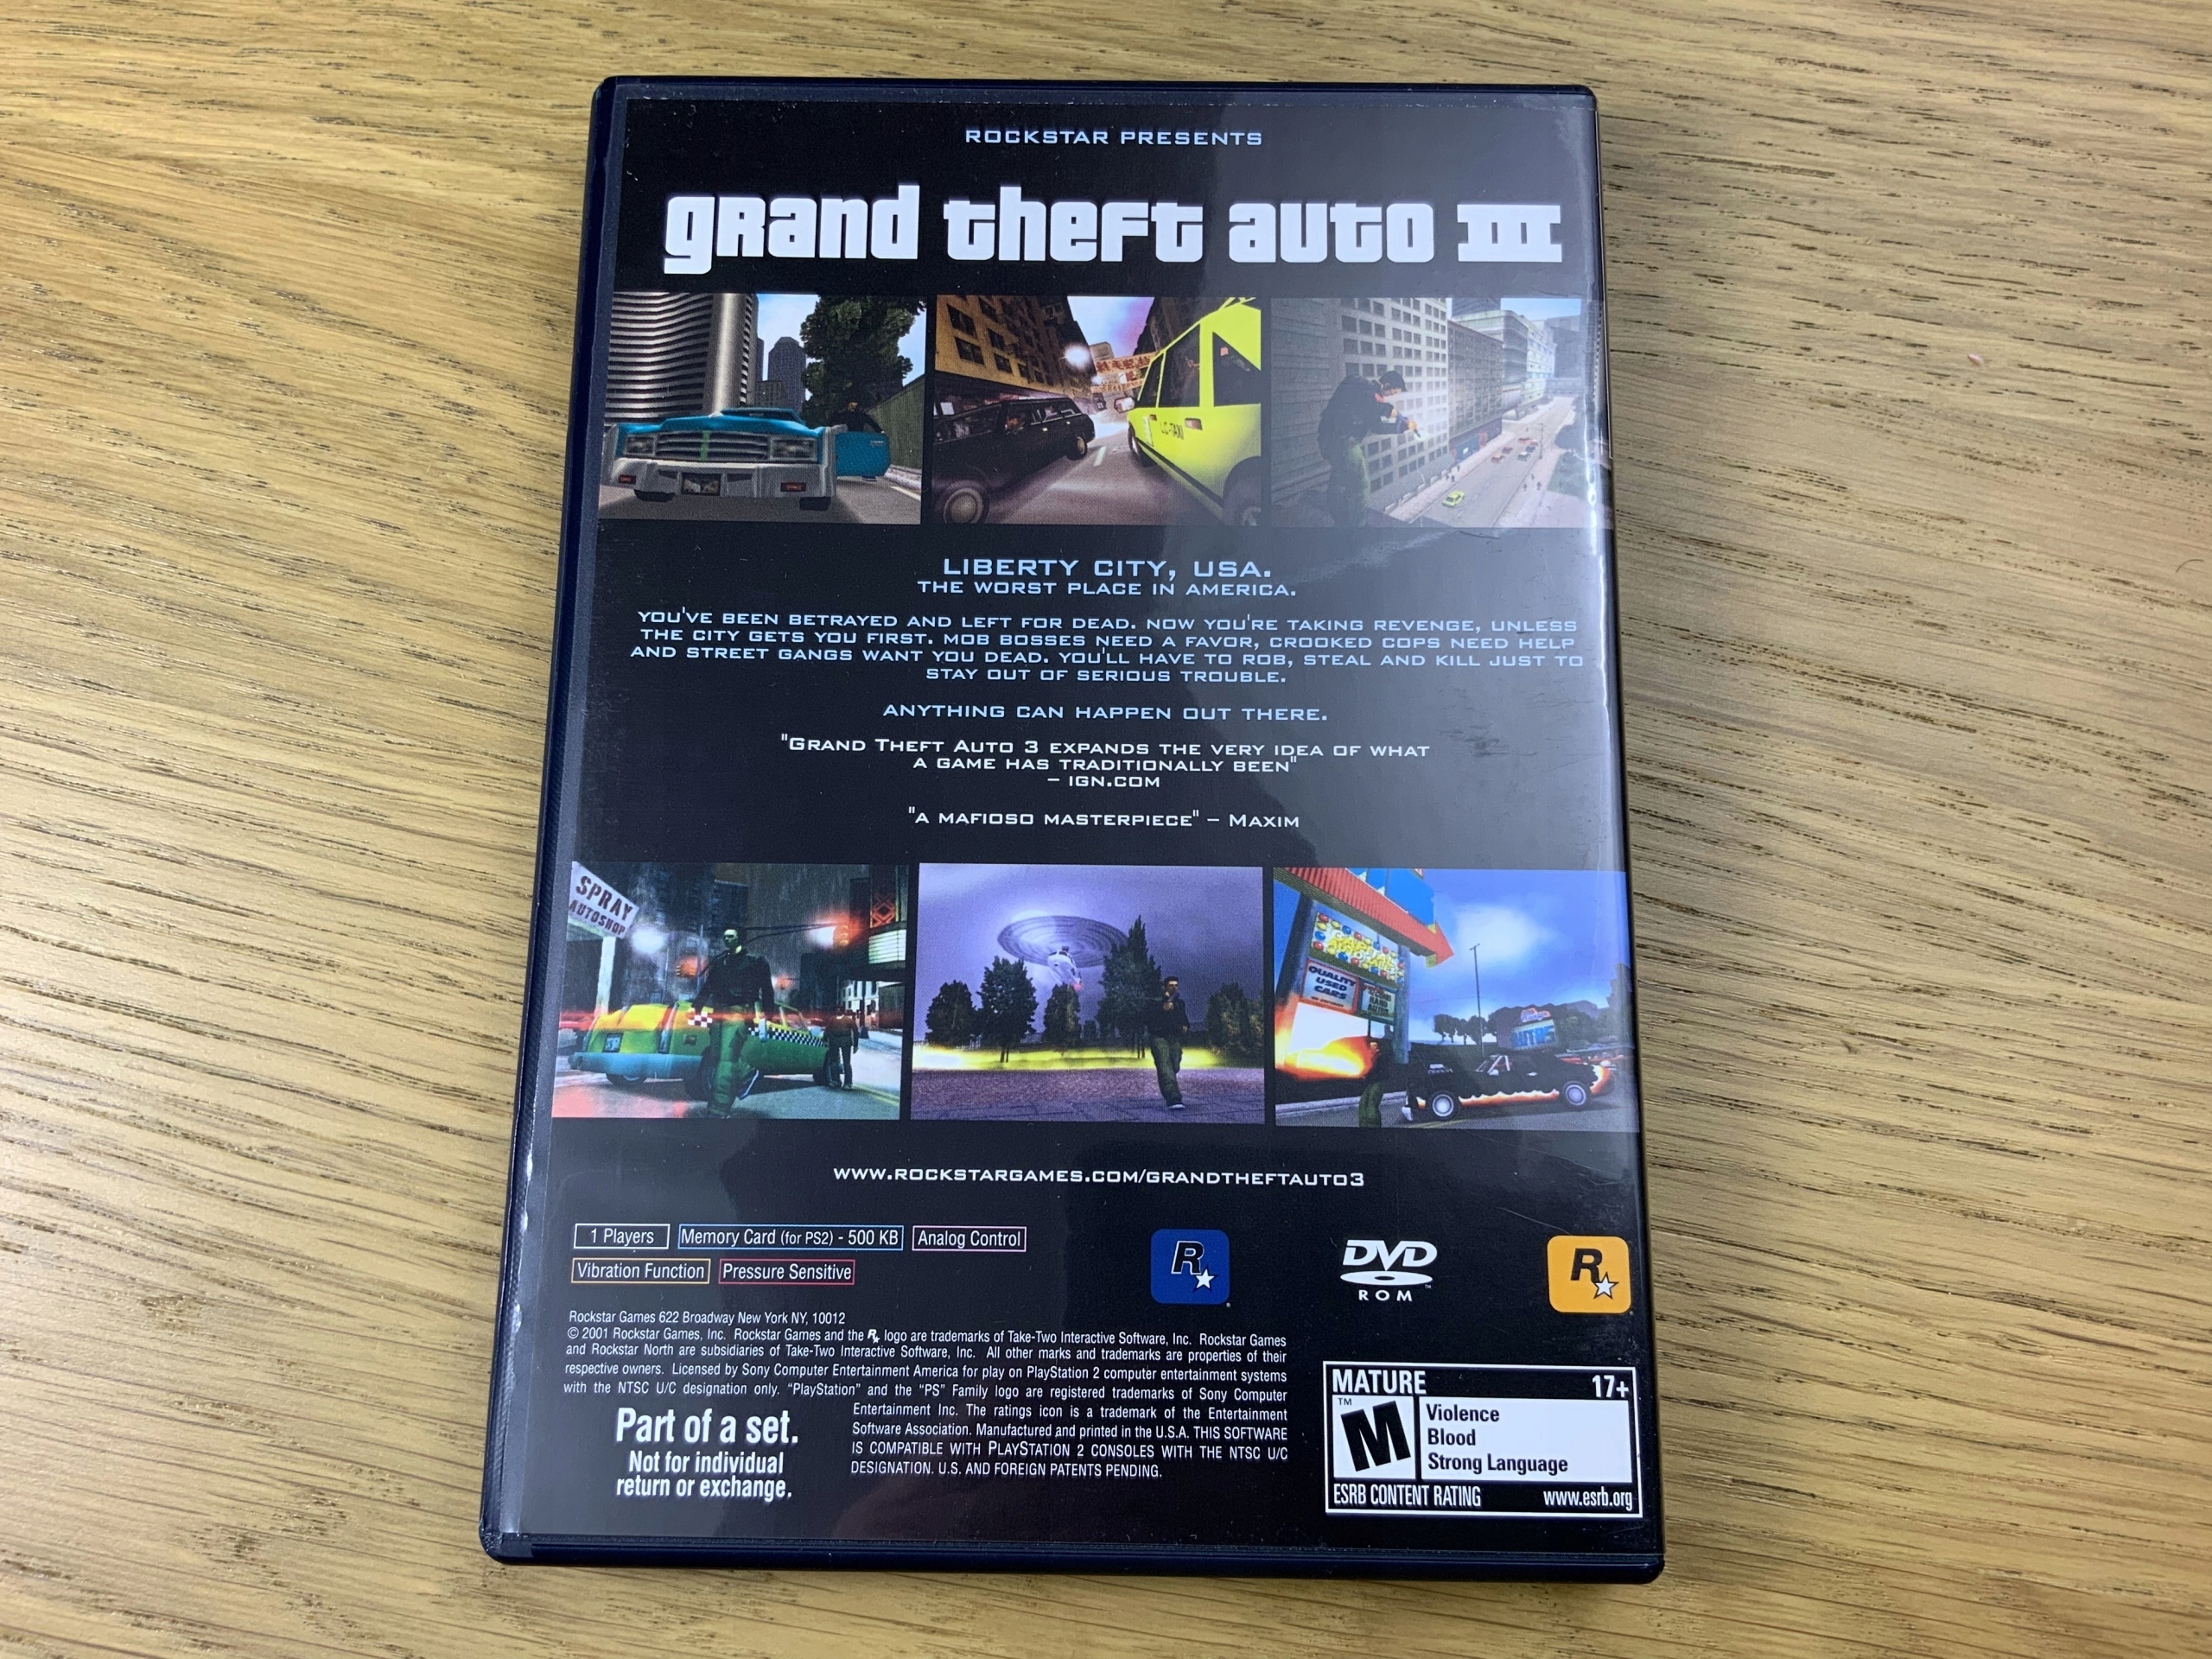 ROCKSTAR PRESENTS
grand theft auto III
LC-TAXI
LIBERTY CITY, USA.
THE WORST PLACE IN AMERICA.
YOU'VE BEEN BETRAYED AND LEFT FOR DEAD. NOW YOU'RE TAKING REVENGE, UNLESS
THE CITY GETS YOU FIRST. MOB BOSSES NEED A FAVOR, CROOKED COPS NEED HELP
AND STREET GANGS WANT YOU DEAD. YOU'LL HAVE TO ROB, STEAL AND KILL JUST TO
STAY OUT OF SERIOUS TROUBLE.
ANYTHING CAN HAPPEN OUT THERE.
"GRAND THEFT AUTO 3 EXPANDS THE VERY IDEA OF WHAT
A GAME HAS TRADITIONALLY BEEN"
– IGN.COM
"A MAFIOSO MASTERPIECE" – MAXIM
SPRAY
AUTOSHOP
QUALITY
USED
CARS
AUTOS
WWW.ROCKSTARGAMES.COM/GRANDTHEFTAUTO3
1 Players
Memory Card (for PS2) - 500 KB
Analog Control
Vibration Function
Pressure Sensitive
R
DVD
ROM
R
Rockstar Games 622 Broadway New York NY, 10012
© 2001 Rockstar Games, Inc. Rockstar Games and the R logo are trademarks of Take-Two Interactive Software, Inc. Rockstar Games
and Rockstar North are subsidiaries of Take-Two Interactive Software, Inc. All other marks and trademarks are properties of their
respective owners. Licensed by Sony Computer Entertainment America for play on PlayStation 2 computer entertainment systems
with the NTSC U/C designation only. “PlayStation” and the “PS” Family logo are registered trademarks of Sony Computer
Entertainment Inc. The ratings icon is a trademark of the Entertainment
Software Association. Manufactured and printed in the U.S.A. THIS SOFTWARE
IS COMPATIBLE WITH PLAYSTATION 2 CONSOLES WITH THE NTSC U/C
DESIGNATION. U.S. AND FOREIGN PATENTS PENDING.
Part of a set.
Not for individual
return or exchange.
MATURE 17+
M™
Violence
Blood
Strong Language
ESRB CONTENT RATING www.esrb.org